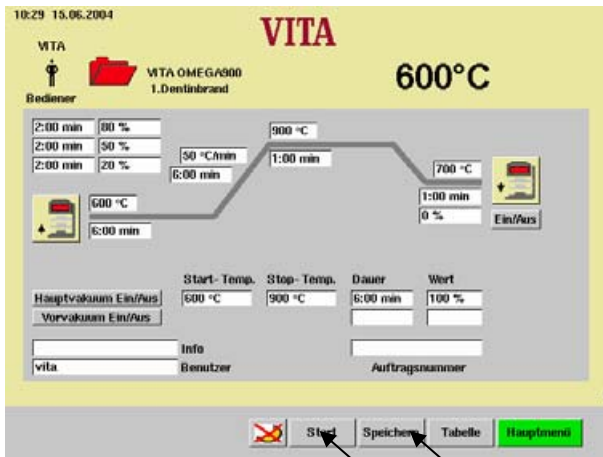 10:29 15.06.2004
VITA
VITA
Bediener
VITA OMEGA900
1.Dentinbrand
600°C
2:00 min 80 %
2:00 min 50 %
2:00 min 20 %
50 °C/min
6:00 min
900 °C
1:00 min
700 °C
1:00 min
0 %
Ein/Aus
600 °C
6:00 min
Start-Temp. Stop-Temp. Dauer Wert
Hauptvakuum Ein/Aus 600 °C 900 °C 6:00 min 100 %
Vorvakuum Ein/Aus
Info
vita Benutzer Auftragsnummer
Start Speichern Tabelle Hauptmenü